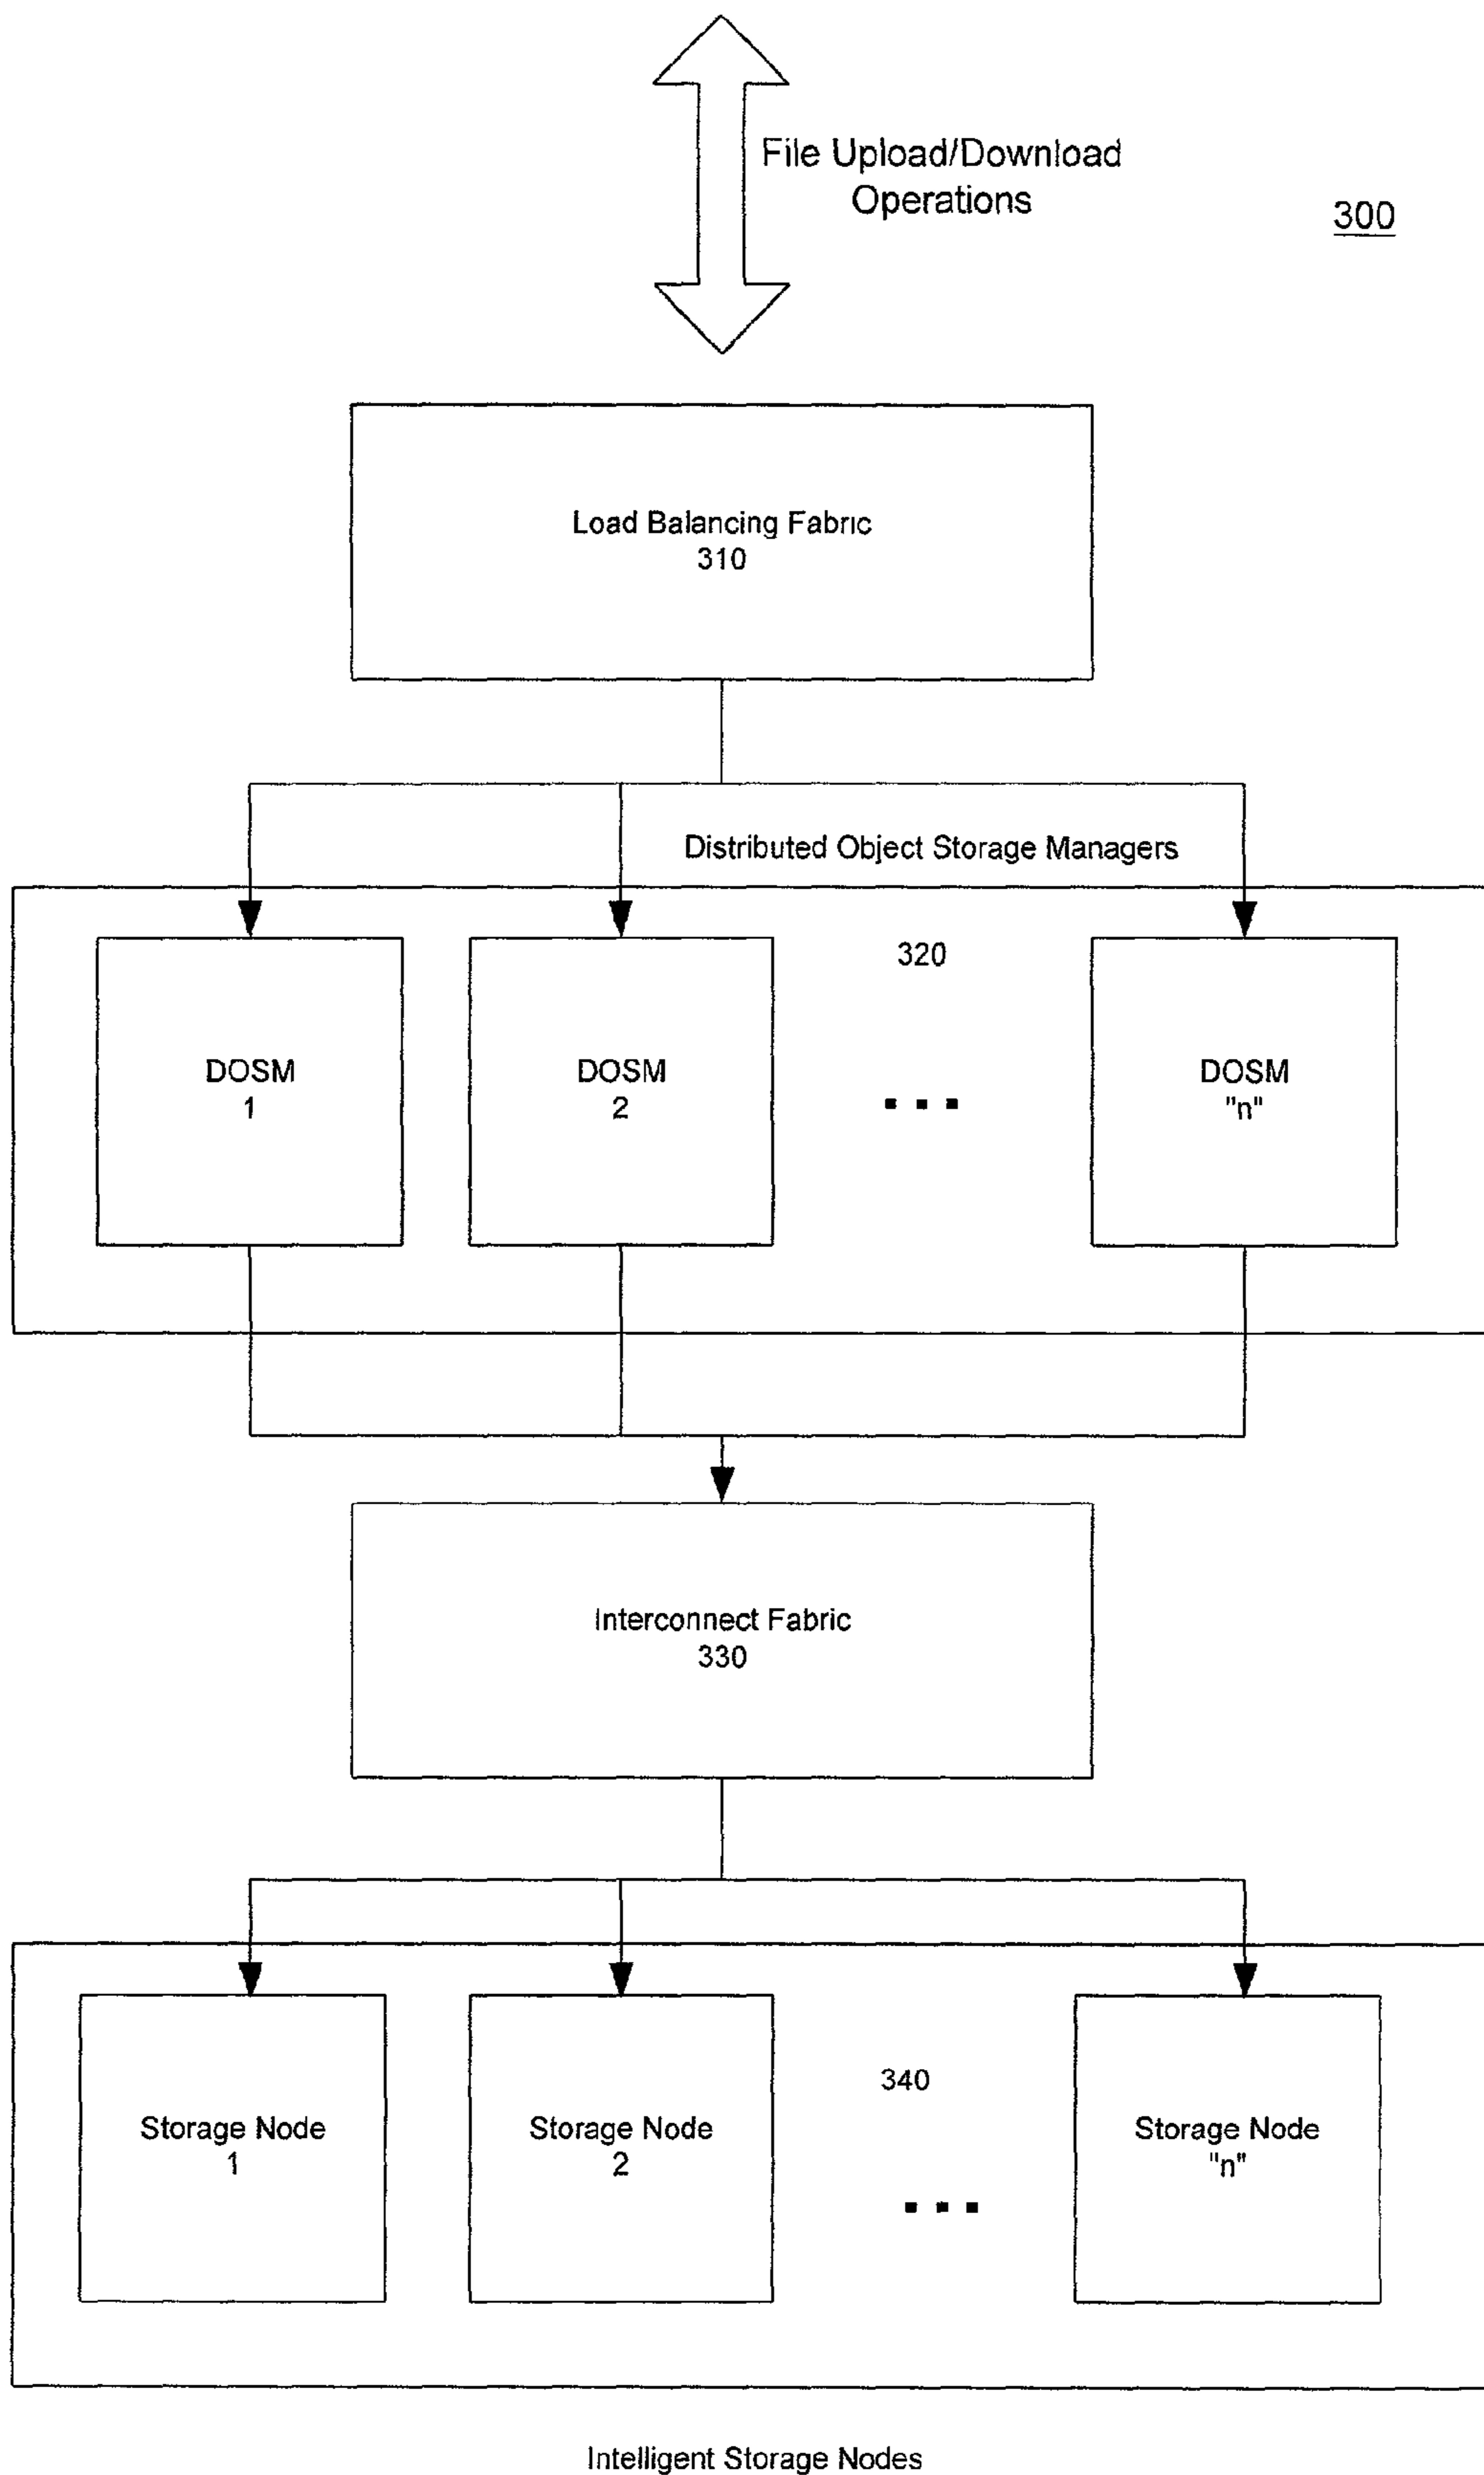 File Upload/Download
Operations
300
Load Balancing Fabric
310
Distributed Object Storage Managers
320
DOSM
1
DOSM
2
...
DOSM
"n"
Interconnect Fabric
330
340
Storage Node
1
Storage Node
2
...
Storage Node
"n"
Intelligent Storage Nodes